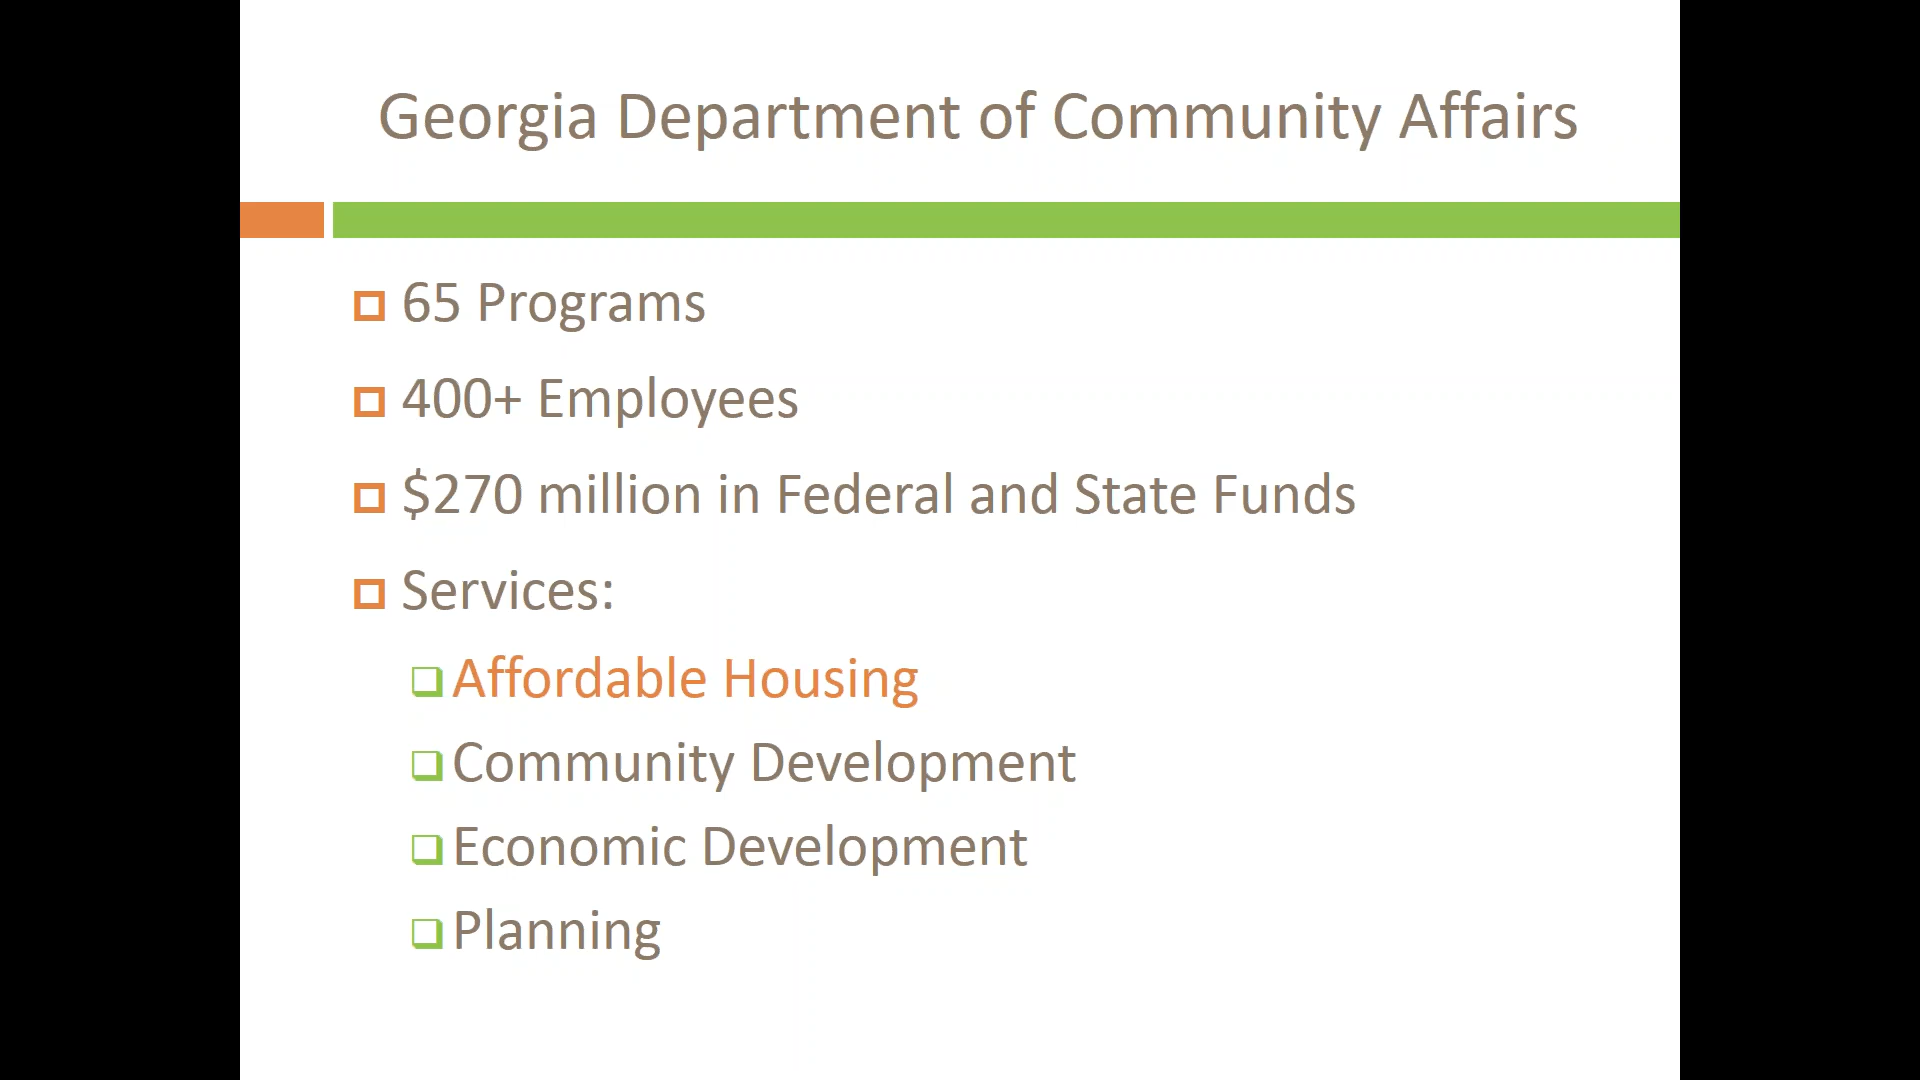 Georgia Department of Community Affairs
65 Programs
400+ Employees
$270 million in Federal and State Funds
Services:
Affordable Housing
Community Development
Economic Development
Planning